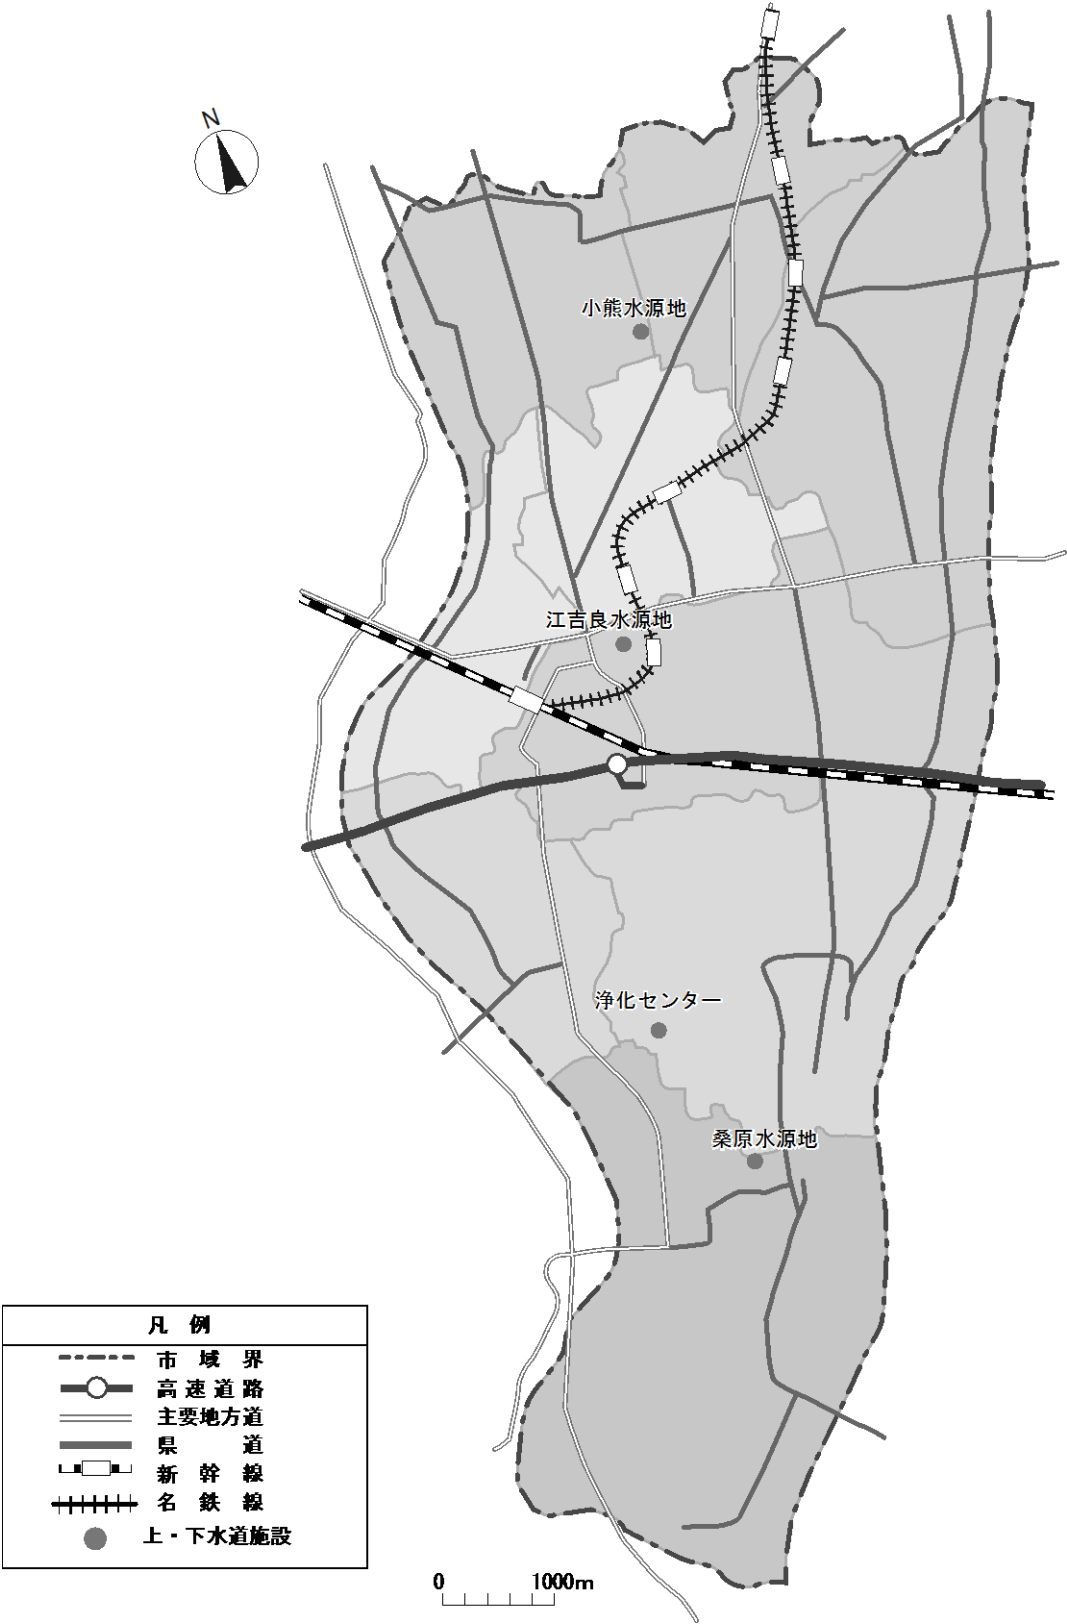 N
小熊水源地
江吉良水源地
浄化センター
桑原水源地
凡 例
市 域 界
高速道路
主要地方道
県 道
新 幹 線
名 鉄 線
上・下水道施設
0 1000m